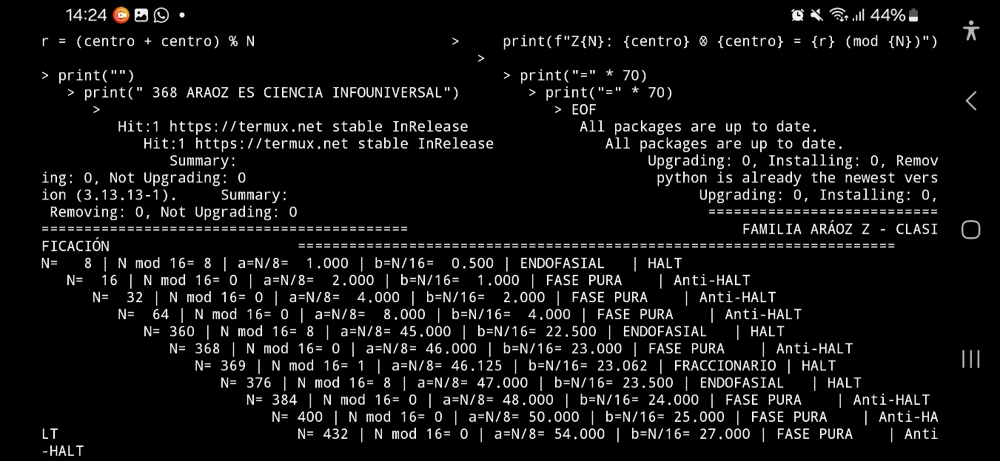 14:24 44%
r = (centro + centro) % N > print(f"Z{N}: {centro} ⊗ {centro} = {r} (mod {N})")
>
> print("") > print("=" * 70)
> print(" 368 ARAOZ ES CIENCIA INFOUNIVERSAL") > print("=" * 70)
> > EOF
Hit:1 https://termux.net stable InRelease All packages are up to date.
Hit:1 https://termux.net stable InRelease All packages are up to date.
Summary: Upgrading: 0, Installing: 0, Remov
ing: 0, Not Upgrading: 0 python is already the newest vers
ion (3.13.13-1). Summary: Upgrading: 0, Installing: 0,
Removing: 0, Not Upgrading: 0 ===========================
=========================================== FAMILIA ARÁOZ Z - CLASI
FICACIÓN ======================================================================
N= 8 | N mod 16= 8 | a=N/8= 1.000 | b=N/16= 0.500 | ENDOFASIAL | HALT
N= 16 | N mod 16= 0 | a=N/8= 2.000 | b=N/16= 1.000 | FASE PURA | Anti-HALT
N= 32 | N mod 16= 0 | a=N/8= 4.000 | b=N/16= 2.000 | FASE PURA | Anti-HALT
N= 64 | N mod 16= 0 | a=N/8= 8.000 | b=N/16= 4.000 | FASE PURA | Anti-HALT
N= 360 | N mod 16= 8 | a=N/8= 45.000 | b=N/16= 22.500 | ENDOFASIAL | HALT
N= 368 | N mod 16= 0 | a=N/8= 46.000 | b=N/16= 23.000 | FASE PURA | Anti-HALT
N= 369 | N mod 16= 1 | a=N/8= 46.125 | b=N/16= 23.062 | FRACCIONARIO | HALT
N= 376 | N mod 16= 8 | a=N/8= 47.000 | b=N/16= 23.500 | ENDOFASIAL | HALT
N= 384 | N mod 16= 0 | a=N/8= 48.000 | b=N/16= 24.000 | FASE PURA | Anti-HALT
N= 400 | N mod 16= 0 | a=N/8= 50.000 | b=N/16= 25.000 | FASE PURA | Anti-HA
LT N= 432 | N mod 16= 0 | a=N/8= 54.000 | b=N/16= 27.000 | FASE PURA | Anti
-HALT